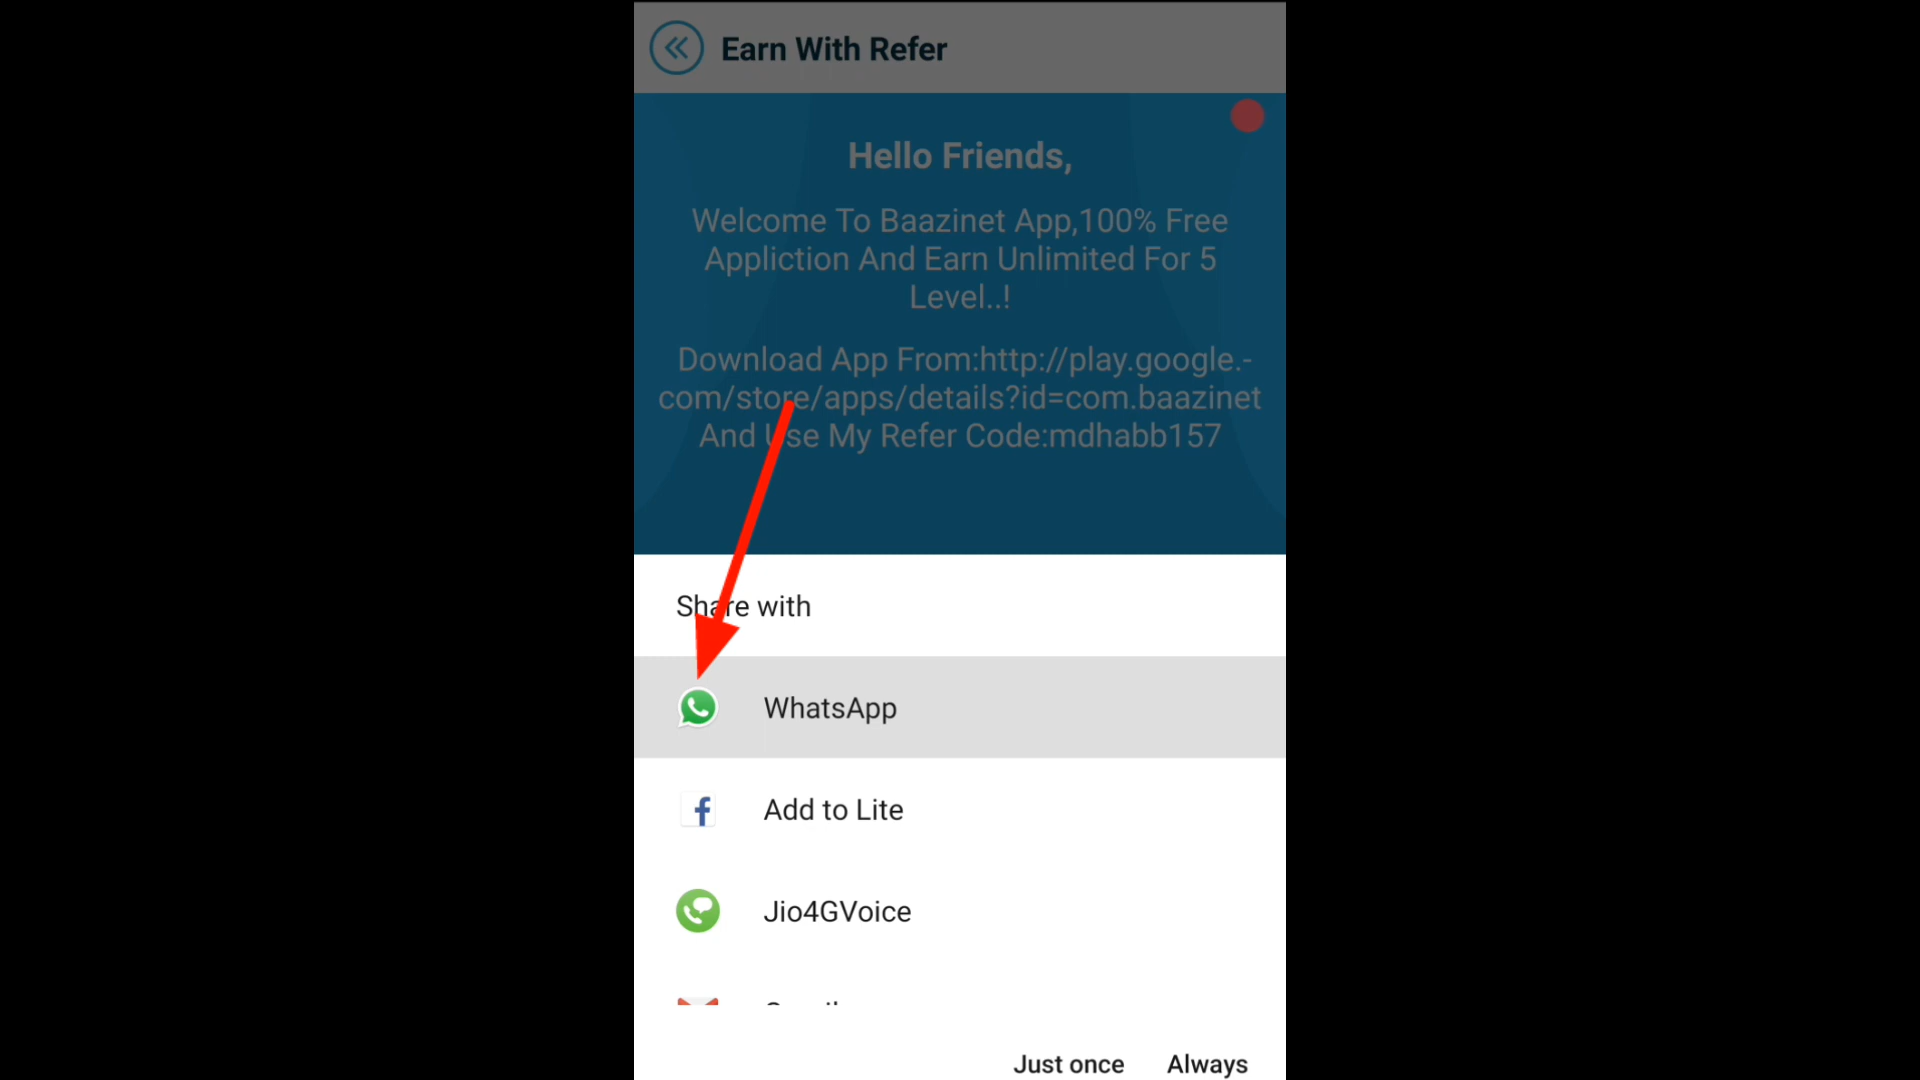 Earn With Refer
Hello Friends,
Welcome To Baazinet App,100% Free
Appliction And Earn Unlimited For 5
Level..!
Download App From:http://play.google.-
com/store/apps/details?id=com.baazinet
And Use My Refer Code:mdhabb157
Share with
WhatsApp
Add to Lite
Jio4GVoice
Just once Always